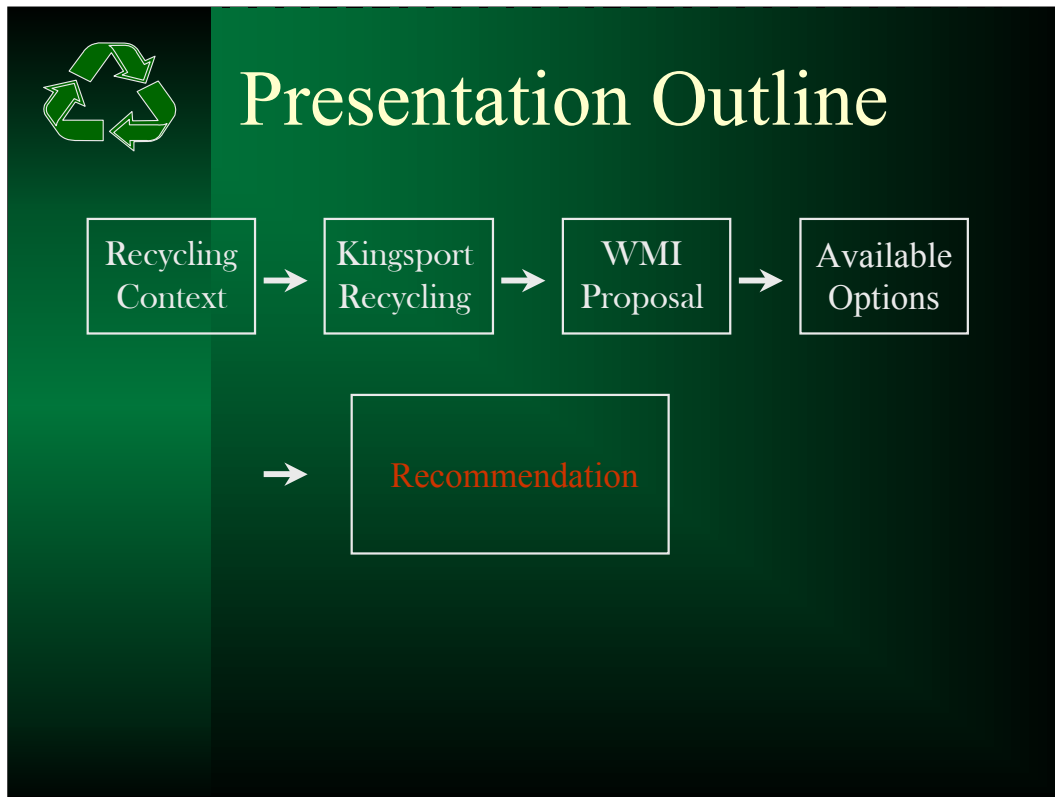 Presentation Outline
Recycling
Context
Kingsport
Recycling
WMI
Proposal
Available
Options
Recommendation